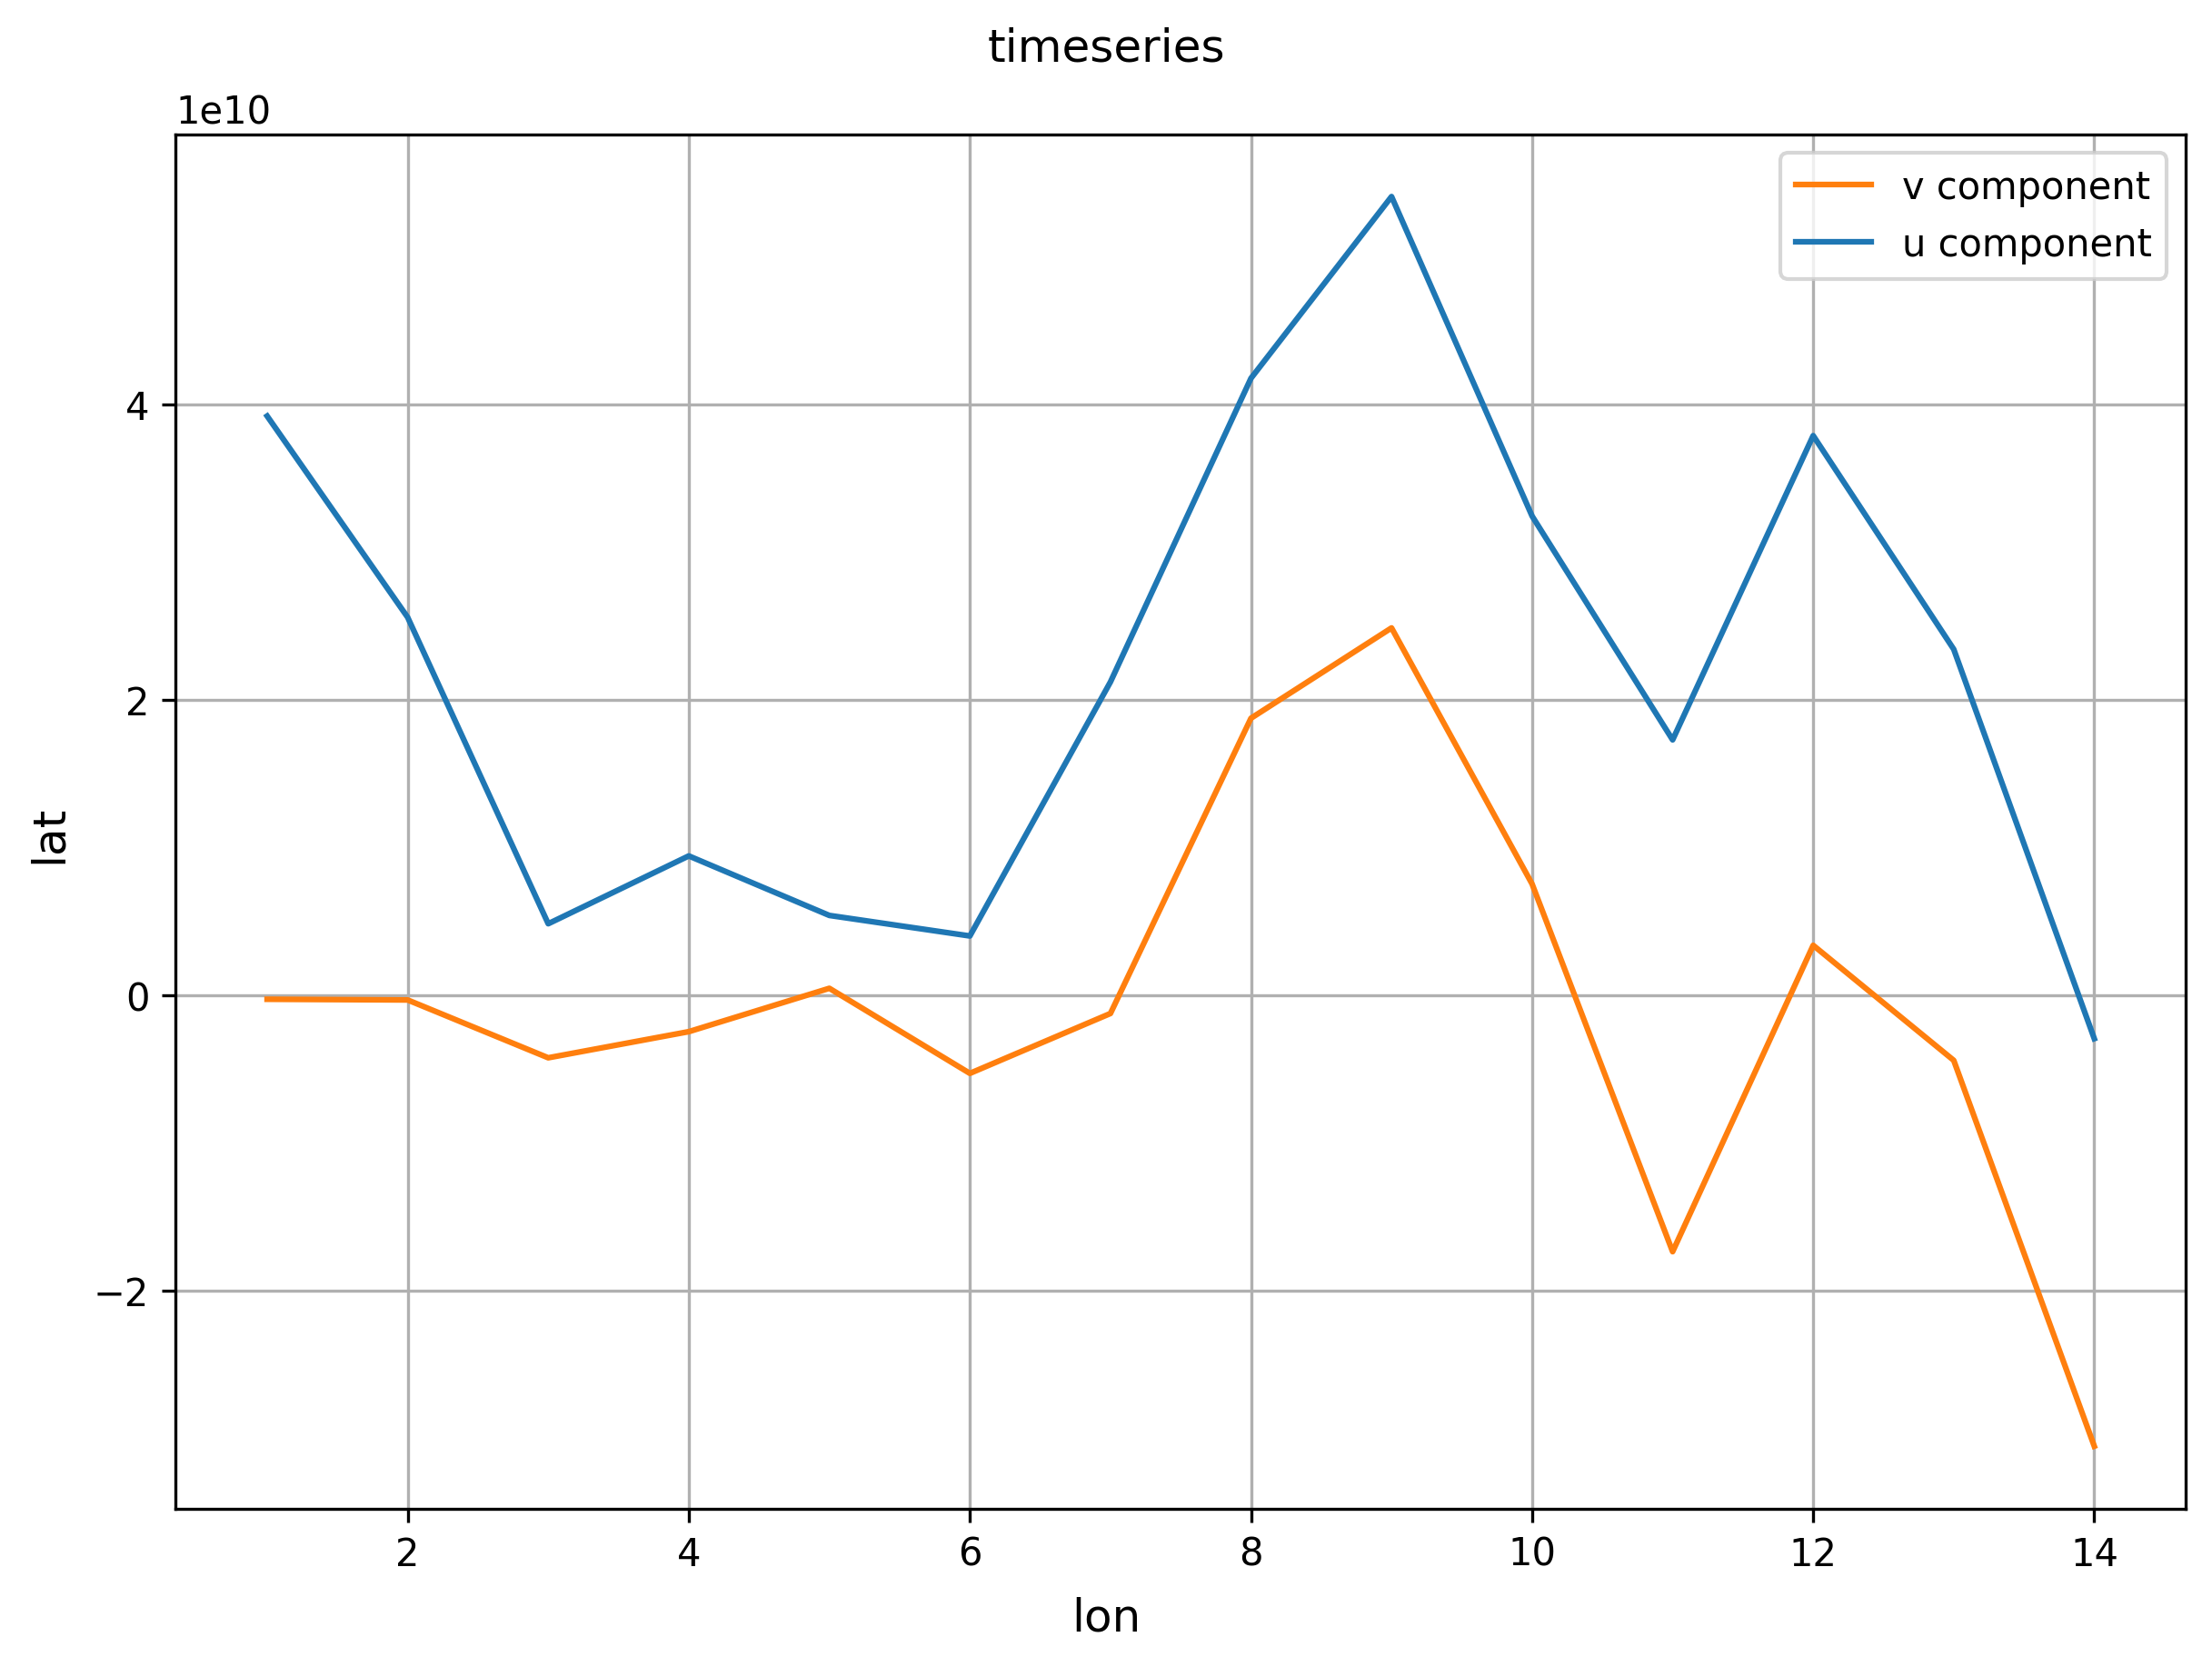 timeseries
1e10
v component
u component
4
2
0
−2
lat
2 4 6 8 10 12 14
lon